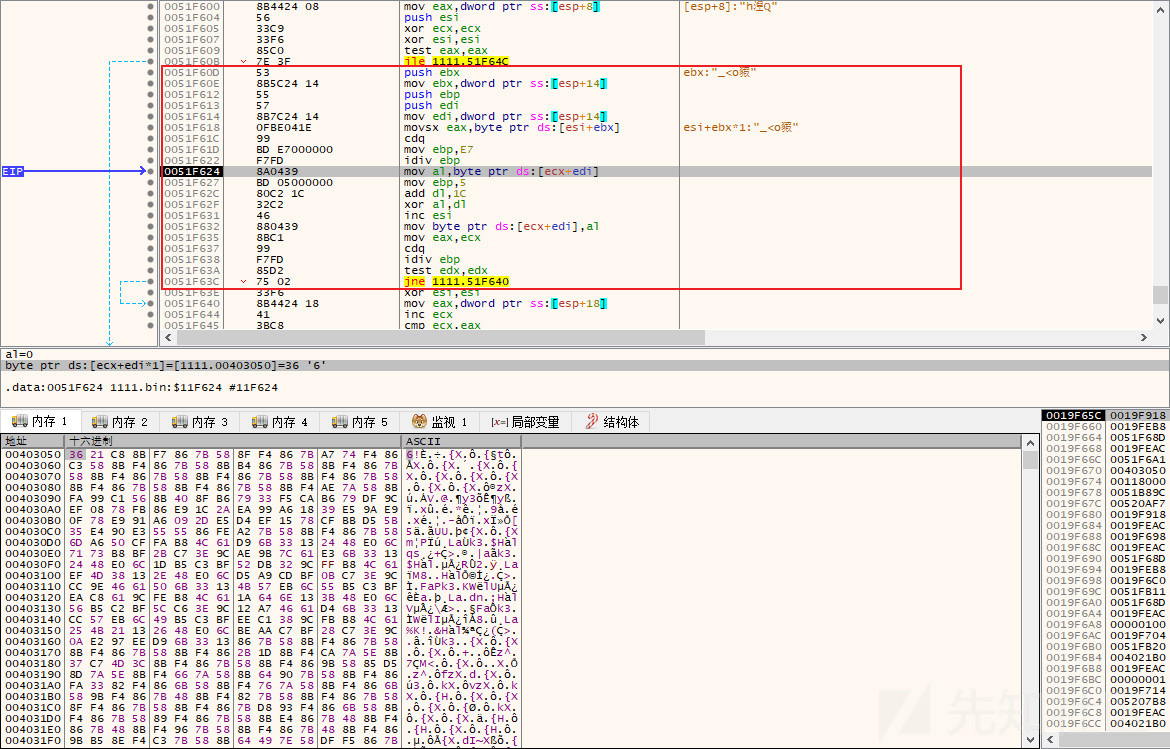 0051F600 8B4424 08 mov eax,dword ptr ss:[esp+8] [esp+8]:"h涅Q"
0051F604 56 push esi
0051F605 33C9 xor ecx,ecx
0051F607 33F6 xor esi,esi
0051F609 85C0 test eax,eax
0051F60B 7E 3F jle 1111.51F64C
0051F60D 53 push ebx ebx:"_<o猴"
0051F60E 8B5C24 14 mov ebx,dword ptr ss:[esp+14]
0051F612 55 push ebp
0051F613 57 push edi
0051F614 8B7C24 14 mov edi,dword ptr ss:[esp+14]
0051F618 0FBE041E movsx eax,byte ptr ds:[esi+ebx] esi+ebx*1:"_<o猴"
0051F61C 99 cdq
0051F61D BD E7000000 mov ebp,E7
0051F622 F7FD idiv ebp
EIP 0051F624 8A0439 mov al,byte ptr ds:[ecx+edi]
0051F627 BD 05000000 mov ebp,5
0051F62C 80C2 1C add dl,1C
0051F62F 32C2 xor al,dl
0051F631 46 inc esi
0051F632 880439 mov byte ptr ds:[ecx+edi],al
0051F635 8BC1 mov eax,ecx
0051F637 99 cdq
0051F638 F7FD idiv ebp
0051F63A 85D2 test edx,edx
0051F63C 75 02 jne 1111.51F640
0051F63E 33F6 xor esi,esi
0051F640 8B4424 18 mov eax,dword ptr ss:[esp+18]
0051F644 41 inc ecx
0051F645 3BC8 cmp ecx,eax
al=0
byte ptr ds:[ecx+edi*1]=[1111.00403050]=36 '6'
.data:0051F624 1111.bin:$11F624 #11F624
内存 1 内存 2 内存 3 内存 4 内存 5 监视 1 [x=] 局部变量 结构体
地址 十六进制 ASCII
00403050 36 21 C8 8B F7 86 7B 58 8F F4 86 7B A7 74 F4 86
00403060 C3 58 8B F4 86 7B 58 8B B4 86 7B 58 8B F4 86 7B
00403070 58 8B F4 86 7B 58 8B F4 86 7B 58 8B F4 86 7B 58
00403080 8B F4 86 7B 58 8B F4 86 7B 58 8B F4 AE 7A 58 8B
00403090 FA 99 C1 56 8B 40 8F B6 79 33 F5 CA B6 79 DF 9C
004030A0 EF 08 78 FB 86 E9 1C 2A EA 99 A6 18 39 E5 9A E9
004030B0 0F 78 E9 91 A6 09 2D E5 D4 EF 15 78 CF BB D5 5B
004030C0 35 E4 90 E3 55 55 86 FE A2 7B 58 8B F4 86 7B 58
004030D0 6D A6 50 CF FA B8 4C 61 D9 6B 33 13 24 48 E0 6C
004030E0 71 73 B8 BF 2B C7 3E 9C AE 9B 7C 61 E3 6B 33 13
004030F0 24 48 E0 6C 1D B5 C3 BF 52 DB 32 9C FF B8 4C 61
00403100 EF 4D 38 13 2E 48 E0 6C D5 A9 CD BF 0B C7 3E 9C
00403110 CC 9E 46 61 50 6B 33 13 4B 57 EB 6C 55 B5 C3 BF
00403120 EA C8 61 9C FE B8 4C 61 1A 64 6E 13 3B 48 E0 6C
00403130 56 B5 C2 BF 5C C6 3E 9C 12 A7 46 61 D4 6B 33 13
00403140 CC 57 EB 6C 49 B5 C3 BF EE C1 38 9C FB B8 4C 61
00403150 25 4B 21 13 26 48 E0 6C BE AA C7 BF 28 C7 3E 9C
00403160 0A E2 97 EE D9 6B 33 13 86 7B 58 8B F4 86 7B 58
00403170 8B F4 86 7B 58 8B F4 86 2B 1D 8B F4 CA 7A 5E 8B
00403180 37 C7 4D 3C 8B F4 86 7B 58 8B F4 86 9B 58 85 D5
00403190 8D 7A 5E 8B F4 66 7A 58 8B 64 90 7B 58 8B F4 86
004031A0 FA 33 82 F4 86 6B 58 8B F4 76 7A 58 8B F4 86 6B
004031B0 58 9B F4 86 7B 48 8B F4 82 7B 58 8B F4 86 7B 58
004031C0 8F F4 86 7B 58 8B F4 86 7B D8 93 F4 86 6B 58 8B
004031D0 F4 86 7B 58 89 F4 86 7B 58 8B E4 86 7B 48 8B F4
004031E0 86 7B 48 8B F4 96 7B 58 8B F4 86 7B 48 8B F4 86
004031F0 9B B5 8E F4 C3 7B 58 8B 64 49 7E 58 DF F5 86 7B
0019F65C 0019F918
0019F660 0019FEB8
0019F664 0051F68D
0019F668 0019FEAC
0019F66C 0051F6A1
0019F670 00403050
0019F674 00118000
0019F678 0051B89C
0019F67C 00520AF7
0019F680 0019F918
0019F684 0019FEAC
0019F688 0019F698
0019F68C 0019FEAC
0019F690 0051F68D
0019F694 0019FEB8
0019F698 0019F6C0
0019F69C 0051FB11
0019F6A0 0051F68D
0019F6A4 0019FEAC
0019F6A8 00000100
0019F6AC 0019F704
0019F6B0 0051FB20
0019F6B4 004021B0
0019F6B8 0019FEAC
0019F6BC 00000001
0019F6C0 0019F714
0019F6C4 005207B8
0019F6C8 0019FEAC
0019F6CC 004021B0
先知